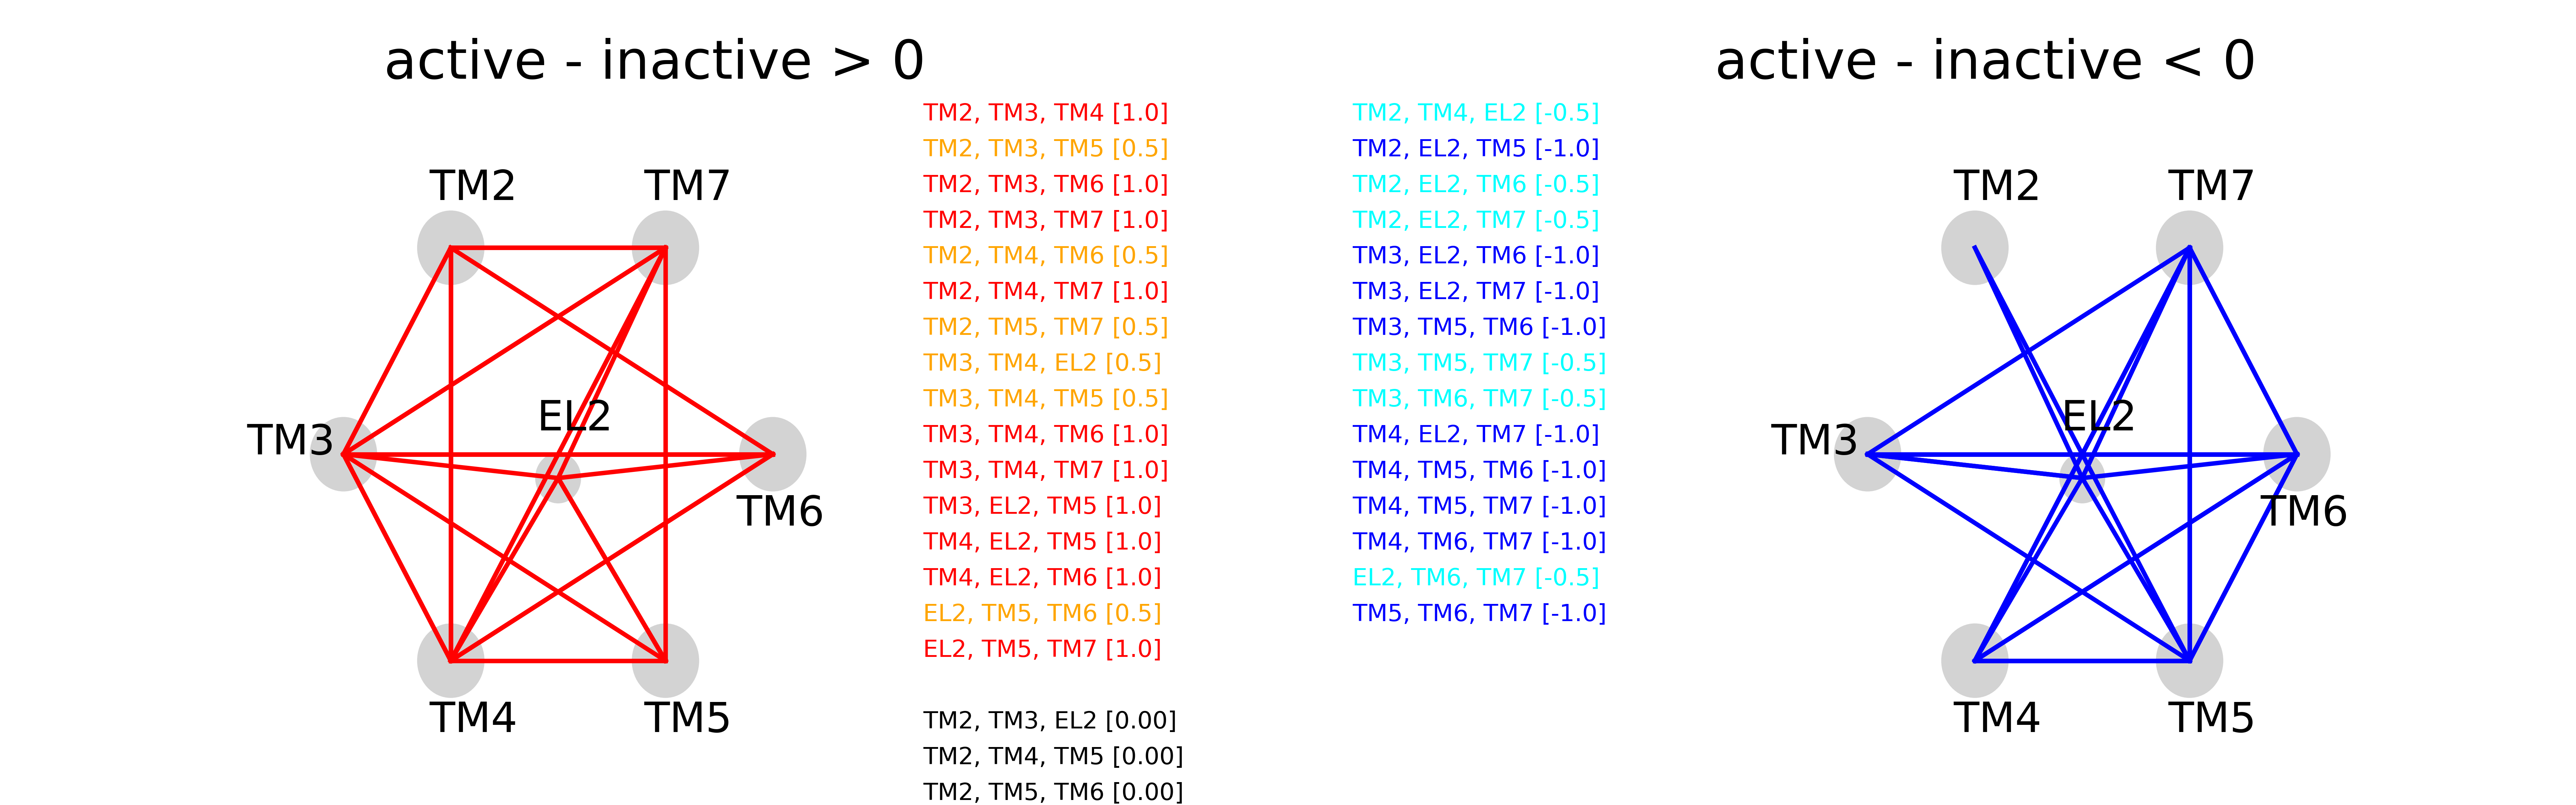 active - inactive > 0
TM2
TM7
TM3
EL2
TM6
TM4
TM5
TM2, TM3, TM4 [1.0]
TM2, TM3, TM5 [0.5]
TM2, TM3, TM6 [1.0]
TM2, TM3, TM7 [1.0]
TM2, TM4, TM6 [0.5]
TM2, TM4, TM7 [1.0]
TM2, TM5, TM7 [0.5]
TM3, TM4, EL2 [0.5]
TM3, TM4, TM5 [0.5]
TM3, TM4, TM6 [1.0]
TM3, TM4, TM7 [1.0]
TM3, EL2, TM5 [1.0]
TM4, EL2, TM5 [1.0]
TM4, EL2, TM6 [1.0]
EL2, TM5, TM6 [0.5]
EL2, TM5, TM7 [1.0]
TM2, TM3, EL2 [0.00]
TM2, TM4, TM5 [0.00]
TM2, TM5, TM6 [0.00]
TM2, TM4, EL2 [-0.5]
TM2, EL2, TM5 [-1.0]
TM2, EL2, TM6 [-0.5]
TM2, EL2, TM7 [-0.5]
TM3, EL2, TM6 [-1.0]
TM3, EL2, TM7 [-1.0]
TM3, TM5, TM6 [-1.0]
TM3, TM5, TM7 [-0.5]
TM3, TM6, TM7 [-0.5]
TM4, EL2, TM7 [-1.0]
TM4, TM5, TM6 [-1.0]
TM4, TM5, TM7 [-1.0]
TM4, TM6, TM7 [-1.0]
EL2, TM6, TM7 [-0.5]
TM5, TM6, TM7 [-1.0]
active - inactive < 0
TM2
TM7
TM3
EL2
TM6
TM4
TM5